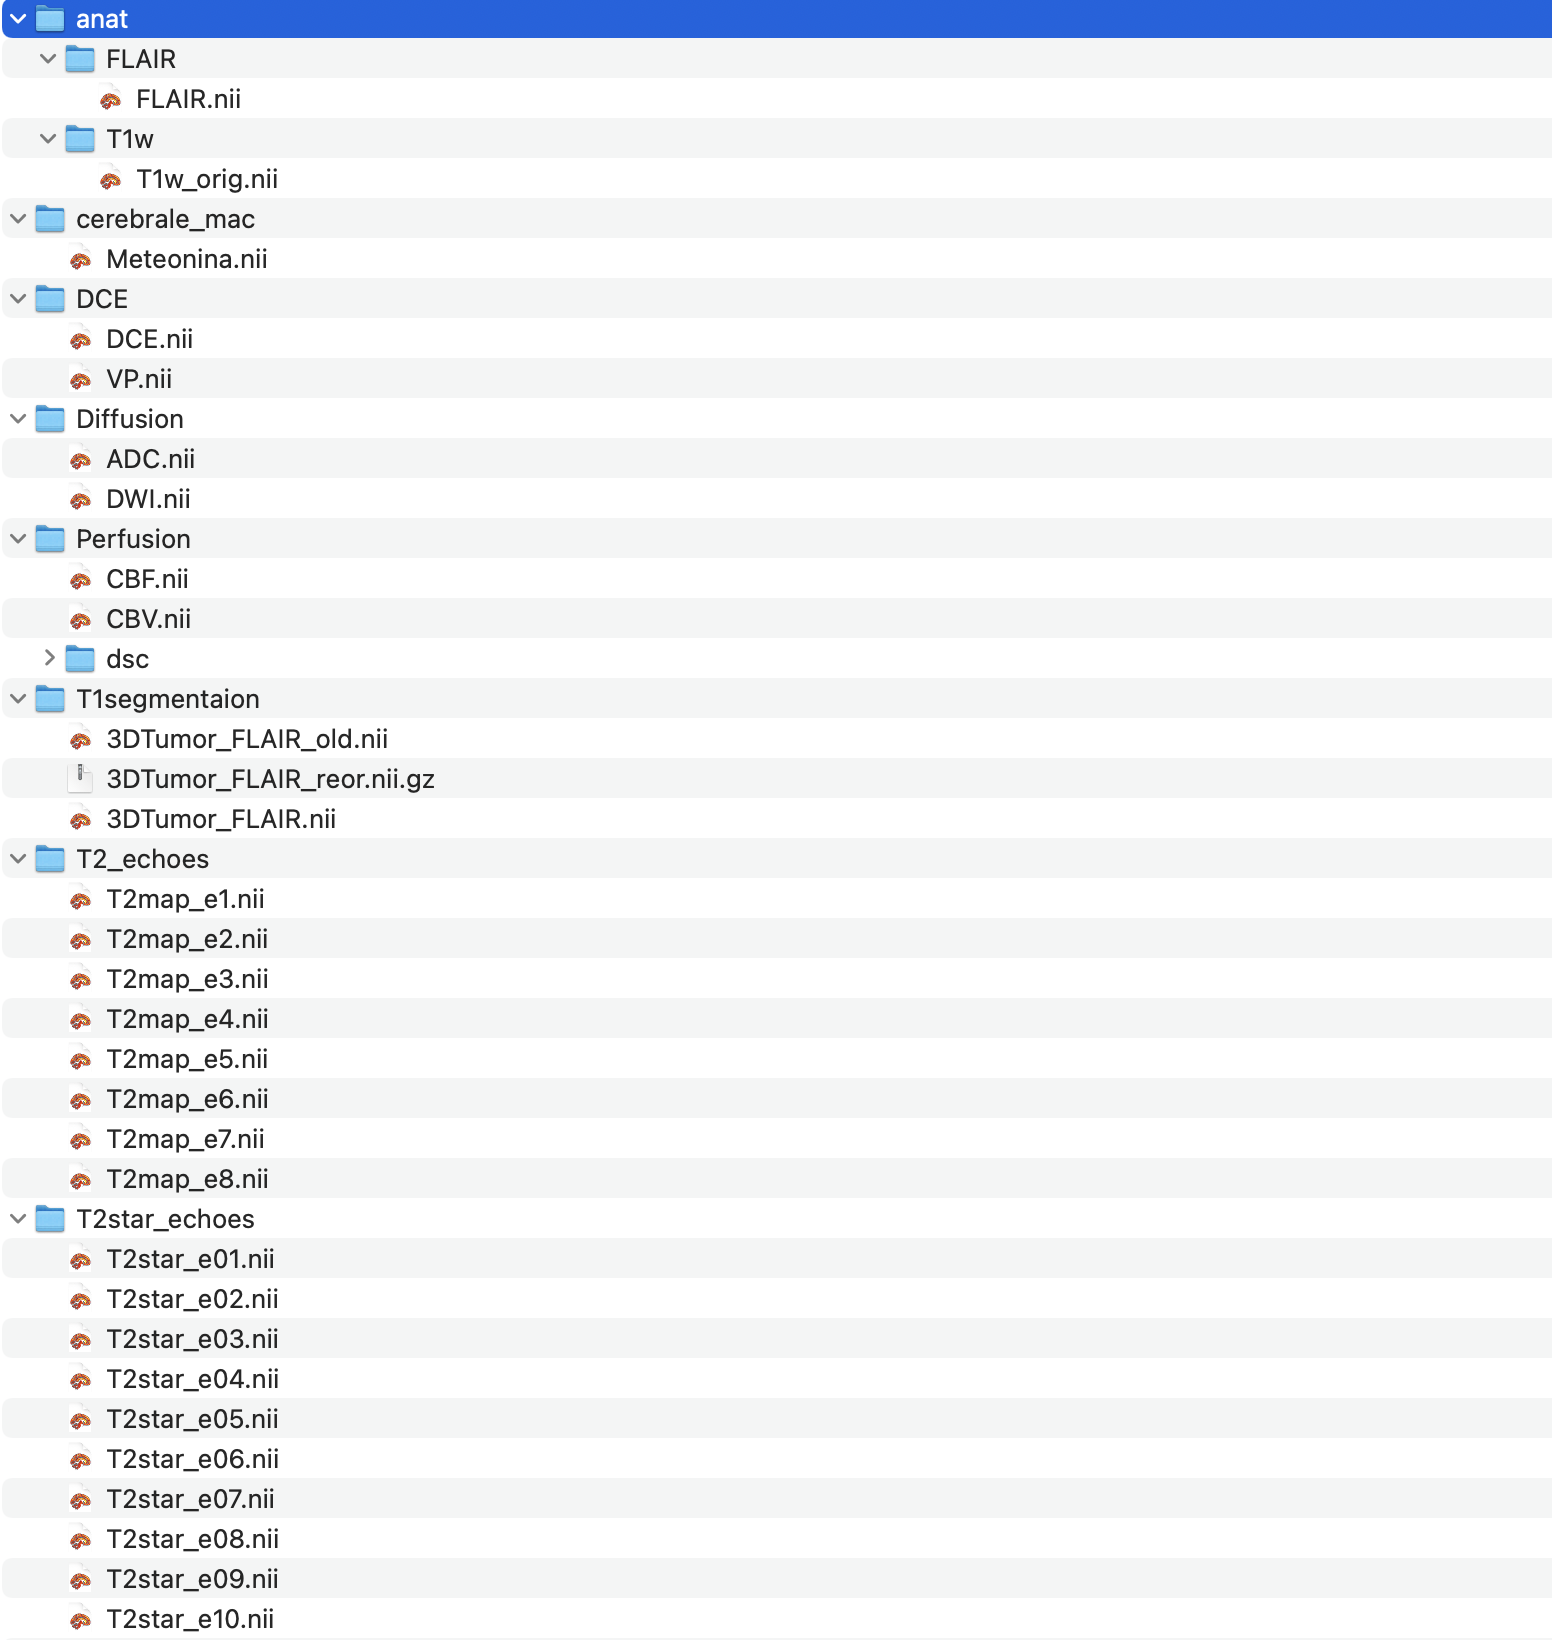 anat
FLAIR
FLAIR.nii
T1w
T1w_orig.nii
cerebrale_mac
Meteonina.nii
DCE
DCE.nii
VP.nii
Diffusion
ADC.nii
DWI.nii
Perfusion
CBF.nii
CBV.nii
dsc
T1segmentaion
3DTumor_FLAIR_old.nii
3DTumor_FLAIR_reor.nii.gz
3DTumor_FLAIR.nii
T2_echoes
T2map_e1.nii
T2map_e2.nii
T2map_e3.nii
T2map_e4.nii
T2map_e5.nii
T2map_e6.nii
T2map_e7.nii
T2map_e8.nii
T2star_echoes
T2star_e01.nii
T2star_e02.nii
T2star_e03.nii
T2star_e04.nii
T2star_e05.nii
T2star_e06.nii
T2star_e07.nii
T2star_e08.nii
T2star_e09.nii
T2star_e10.nii